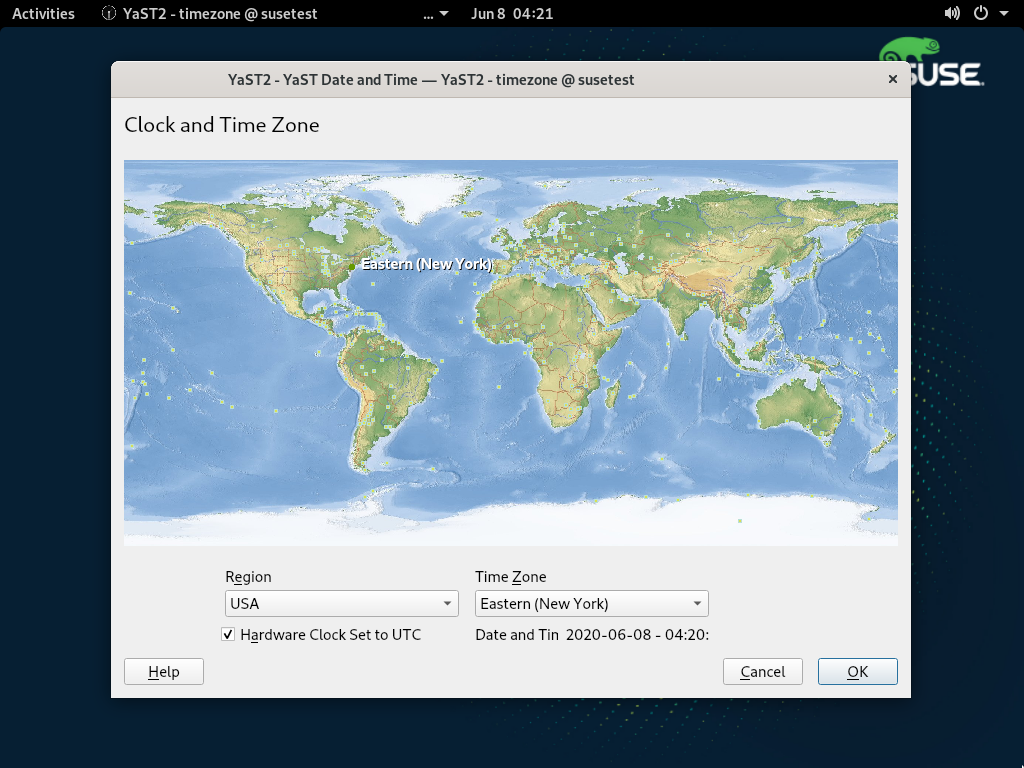 Activities YaST2 - timezone @ susetest ... Jun 8 04:21
SUSE
YaST2 - YaST Date and Time — YaST2 - timezone @ susetest
Clock and Time Zone
Eastern (New York)
Region Time Zone
USA Eastern (New York)
Hardware Clock Set to UTC Date and Tin 2020-06-08 - 04:20:
Help Cancel OK